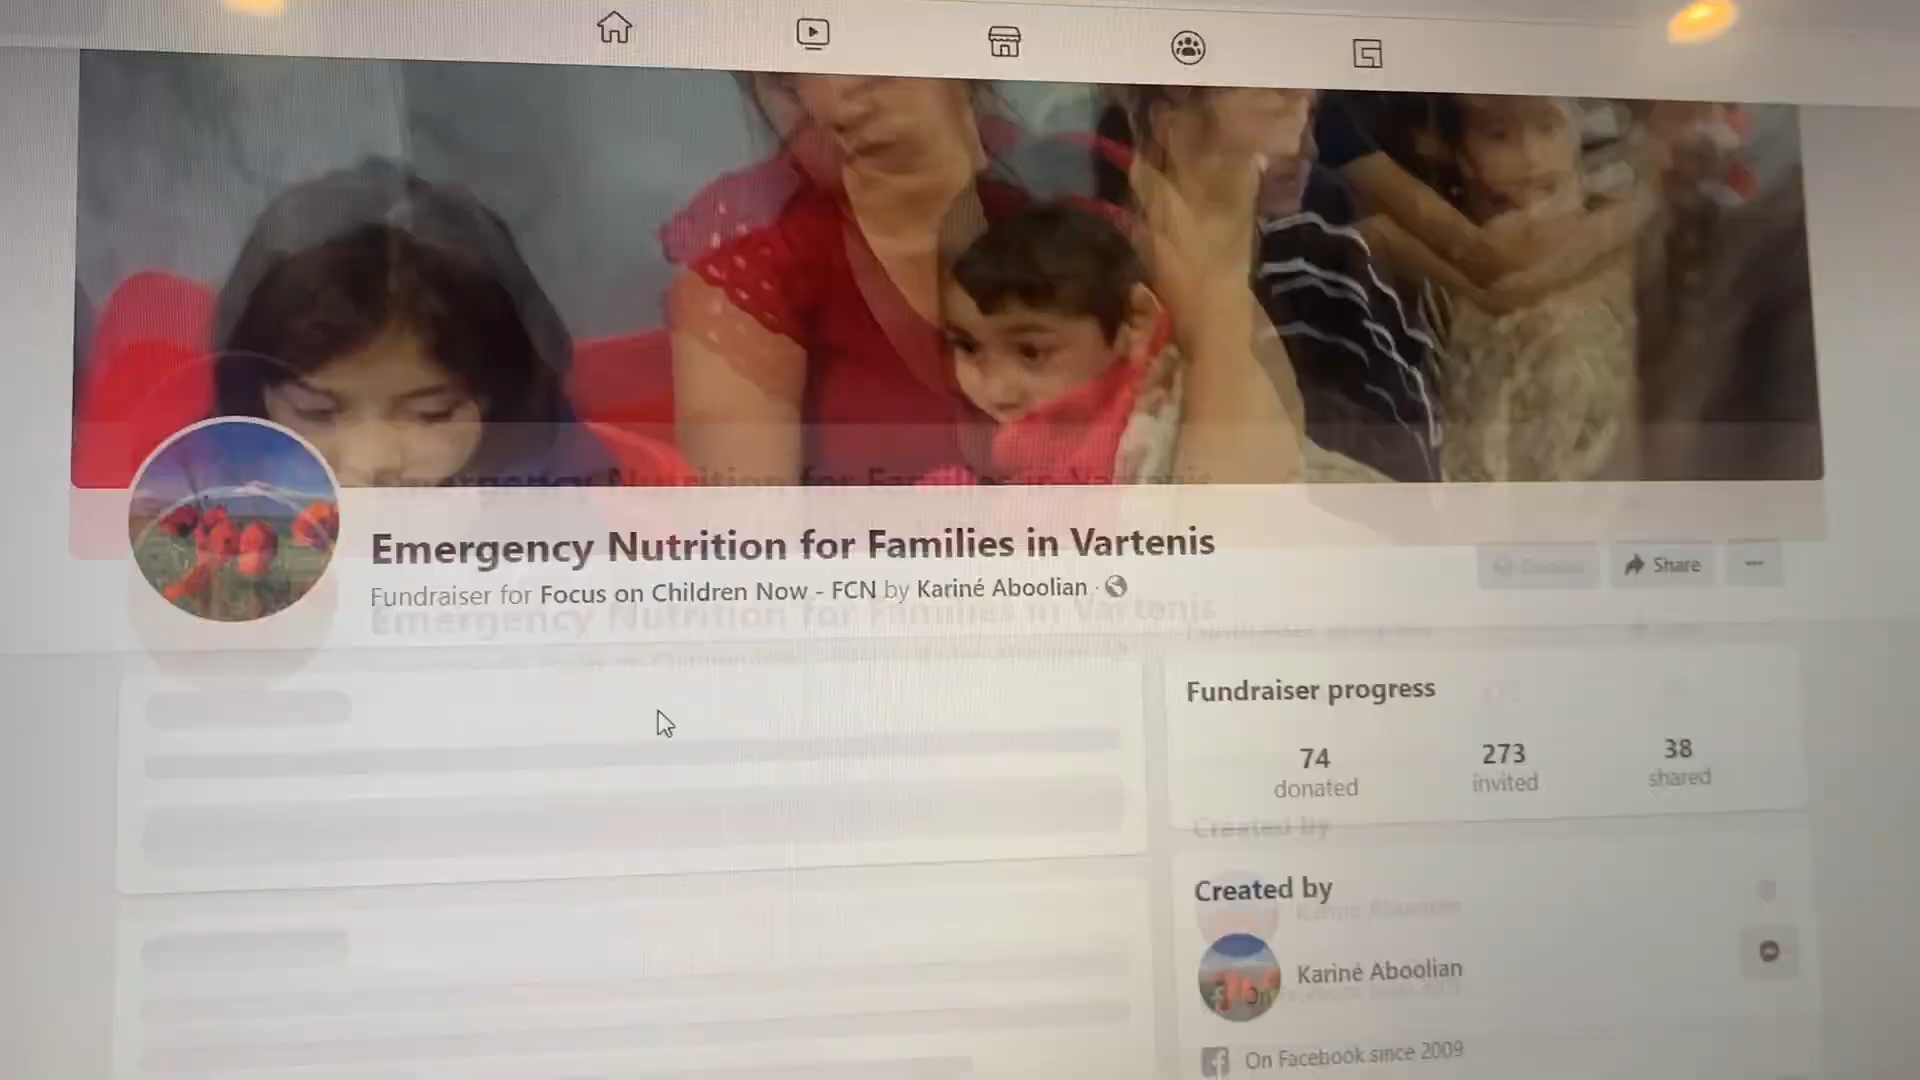 Emergency Nutrition for Families in Vartenis
Fundraiser for Focus on Children Now - FCN by Kariné Aboolian ·
Share
Fundraiser progress
74
donated
273
invited
38
shared
Created by
Kariné Aboolian
On Facebook since 2009